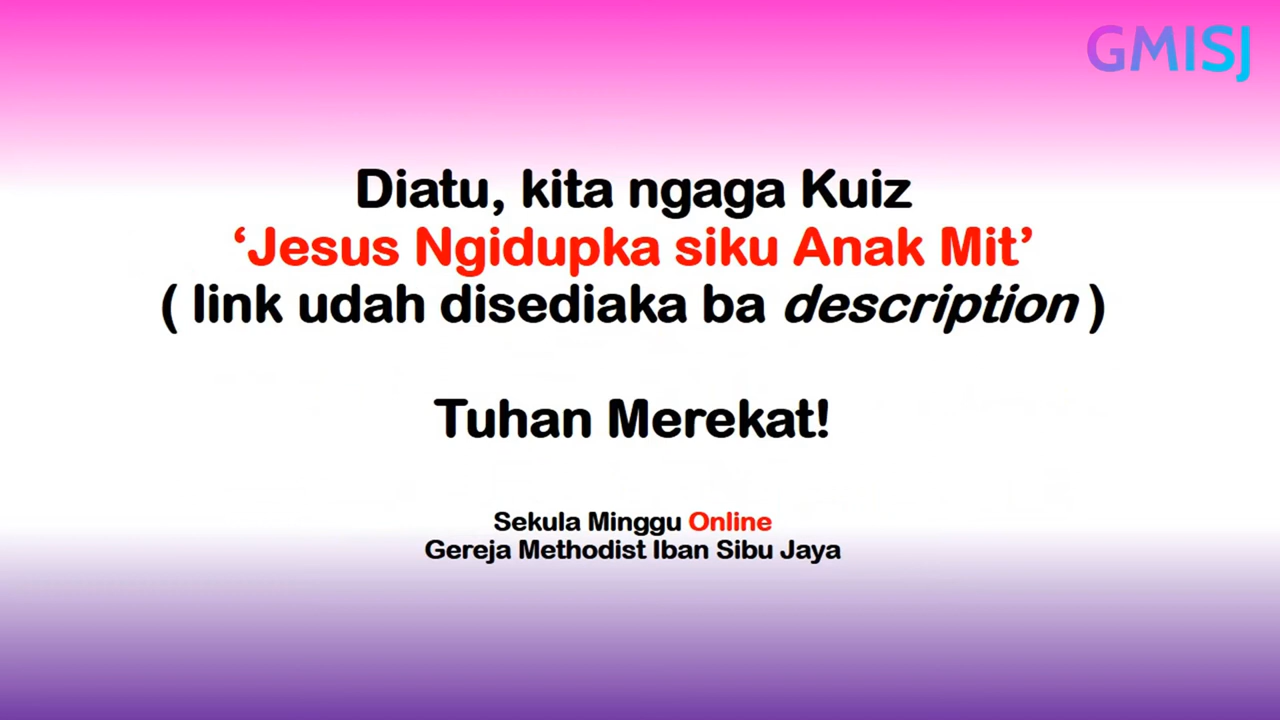 GMISJ
Diatu, kita ngaga Kuiz
‘Jesus Ngidupka siku Anak Mit’
( link udah disediaka ba description )
Tuhan Merekat!
Sekula Minggu Online
Gereja Methodist Iban Sibu Jaya